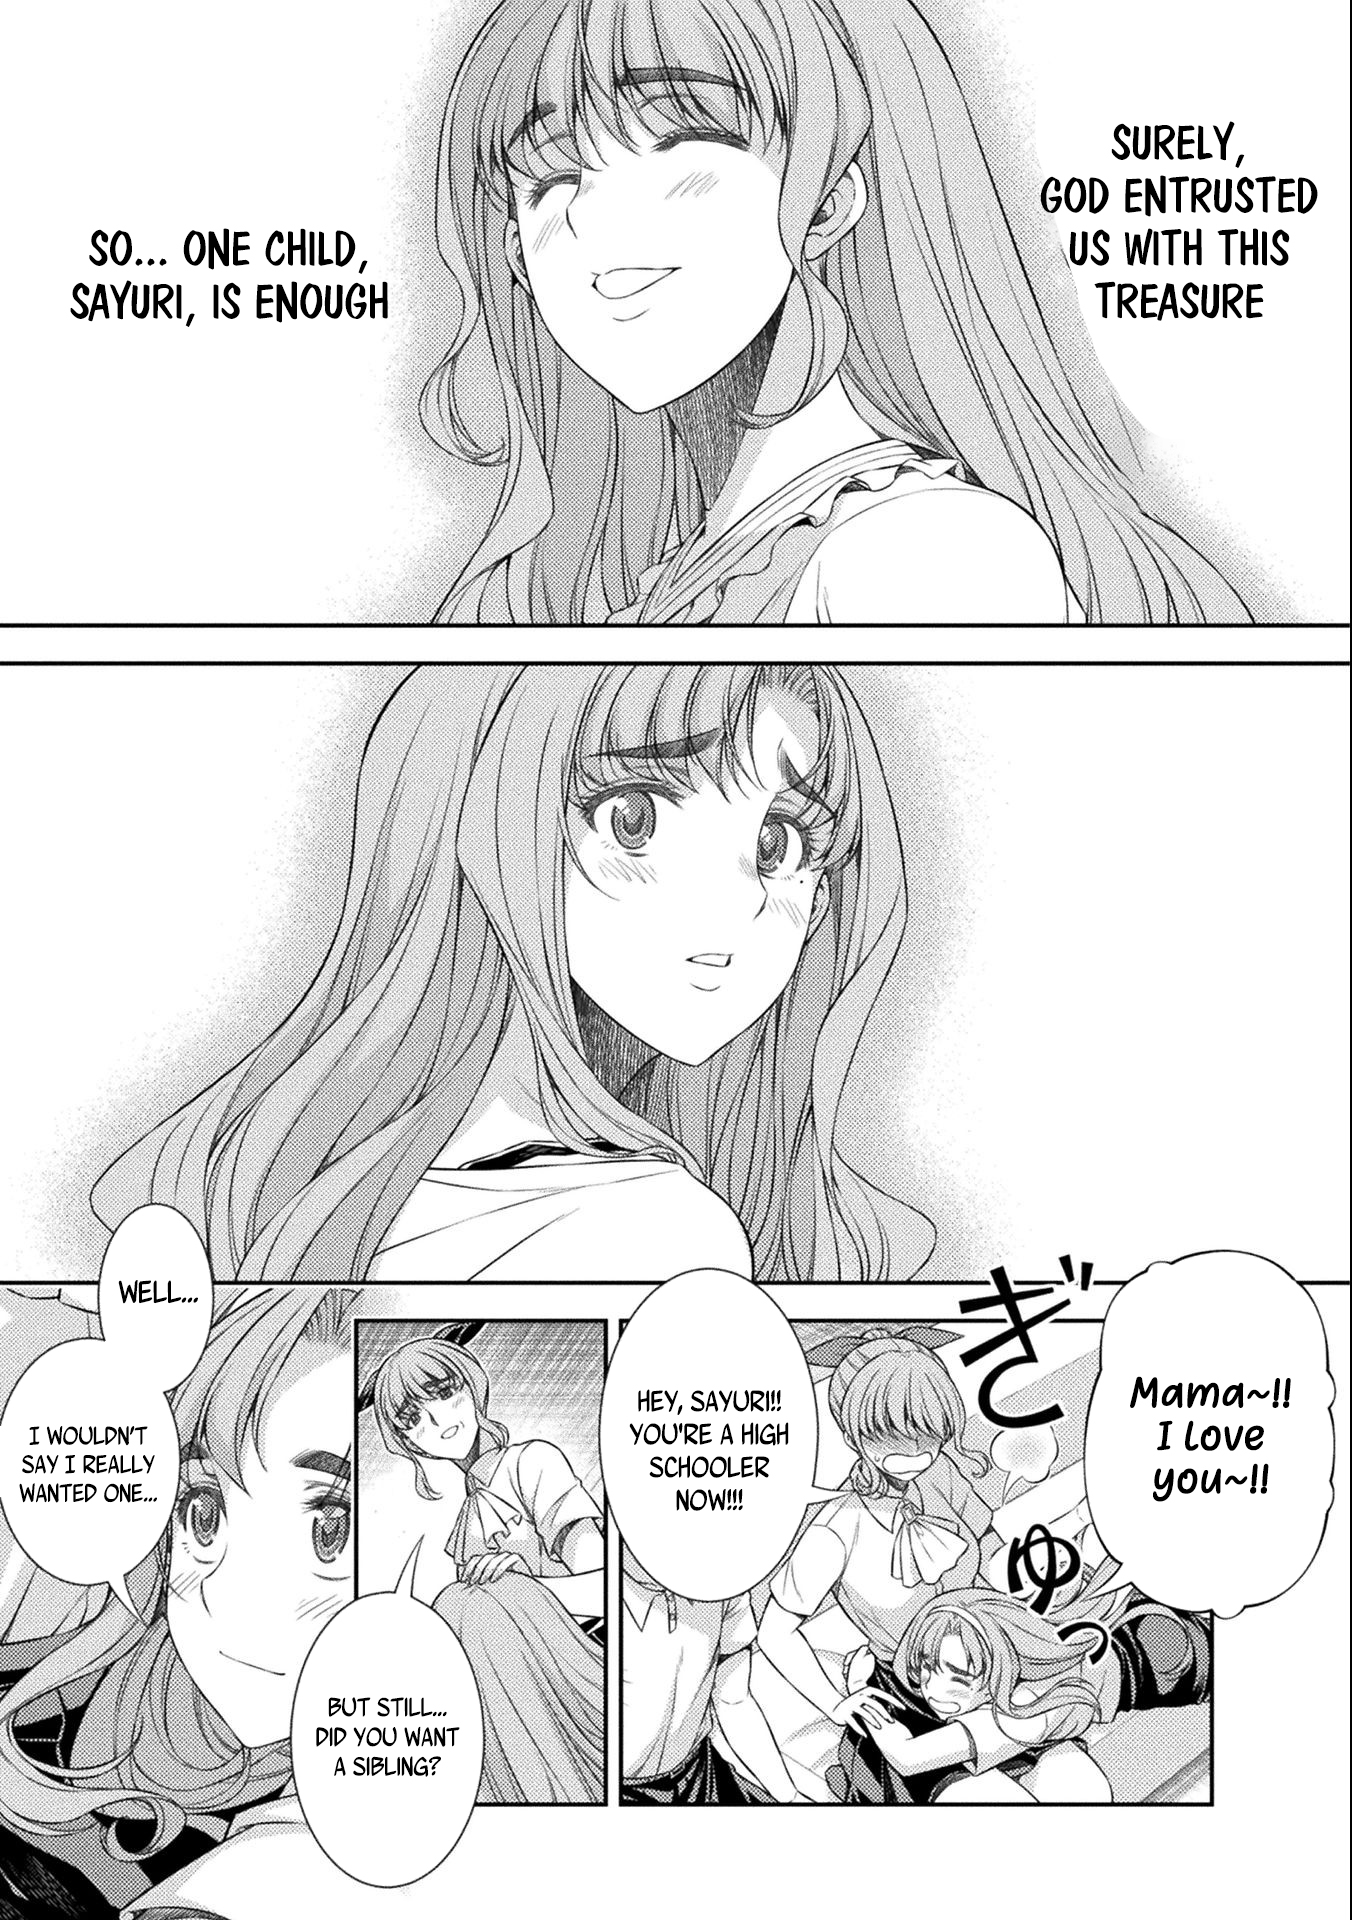 SURELY,
GOD ENTRUSTED
US WITH THIS
TREASURE
SO... ONE CHILD,
SAYURI, IS ENOUGH
Mama~!!
I love
you~!!
ぎゅっ
HEY, SAYURI!!
YOU'RE A HIGH
SCHOOLER
NOW!!!
BUT STILL...
DID YOU WANT
A SIBLING?
WELL...
I WOULDN'T
SAY I REALLY
WANTED ONE...